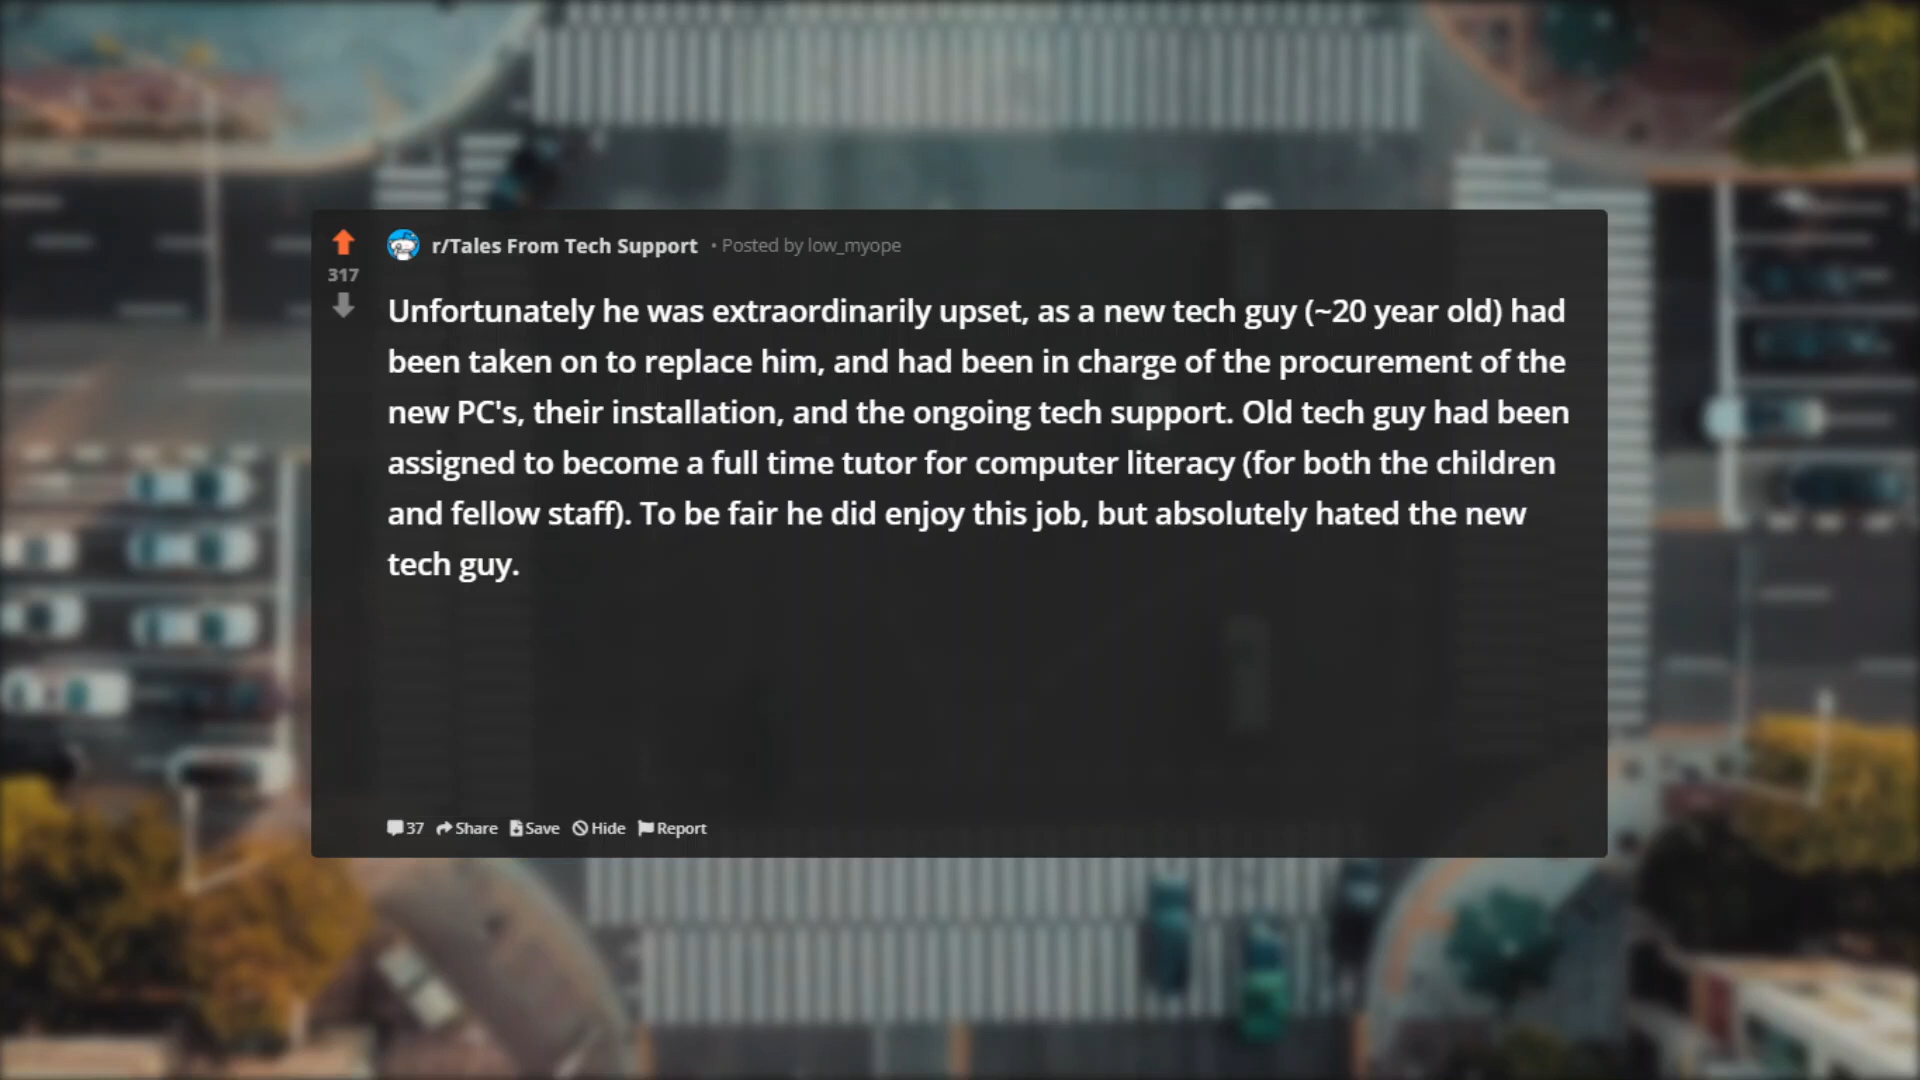 r/Tales From Tech Support • Posted by low_myope
317
Unfortunately he was extraordinarily upset, as a new tech guy (~20 year old) had
been taken on to replace him, and had been in charge of the procurement of the
new PC's, their installation, and the ongoing tech support. Old tech guy had been
assigned to become a full time tutor for computer literacy (for both the children
and fellow staff). To be fair he did enjoy this job, but absolutely hated the new
tech guy.
37 Share Save Hide Report